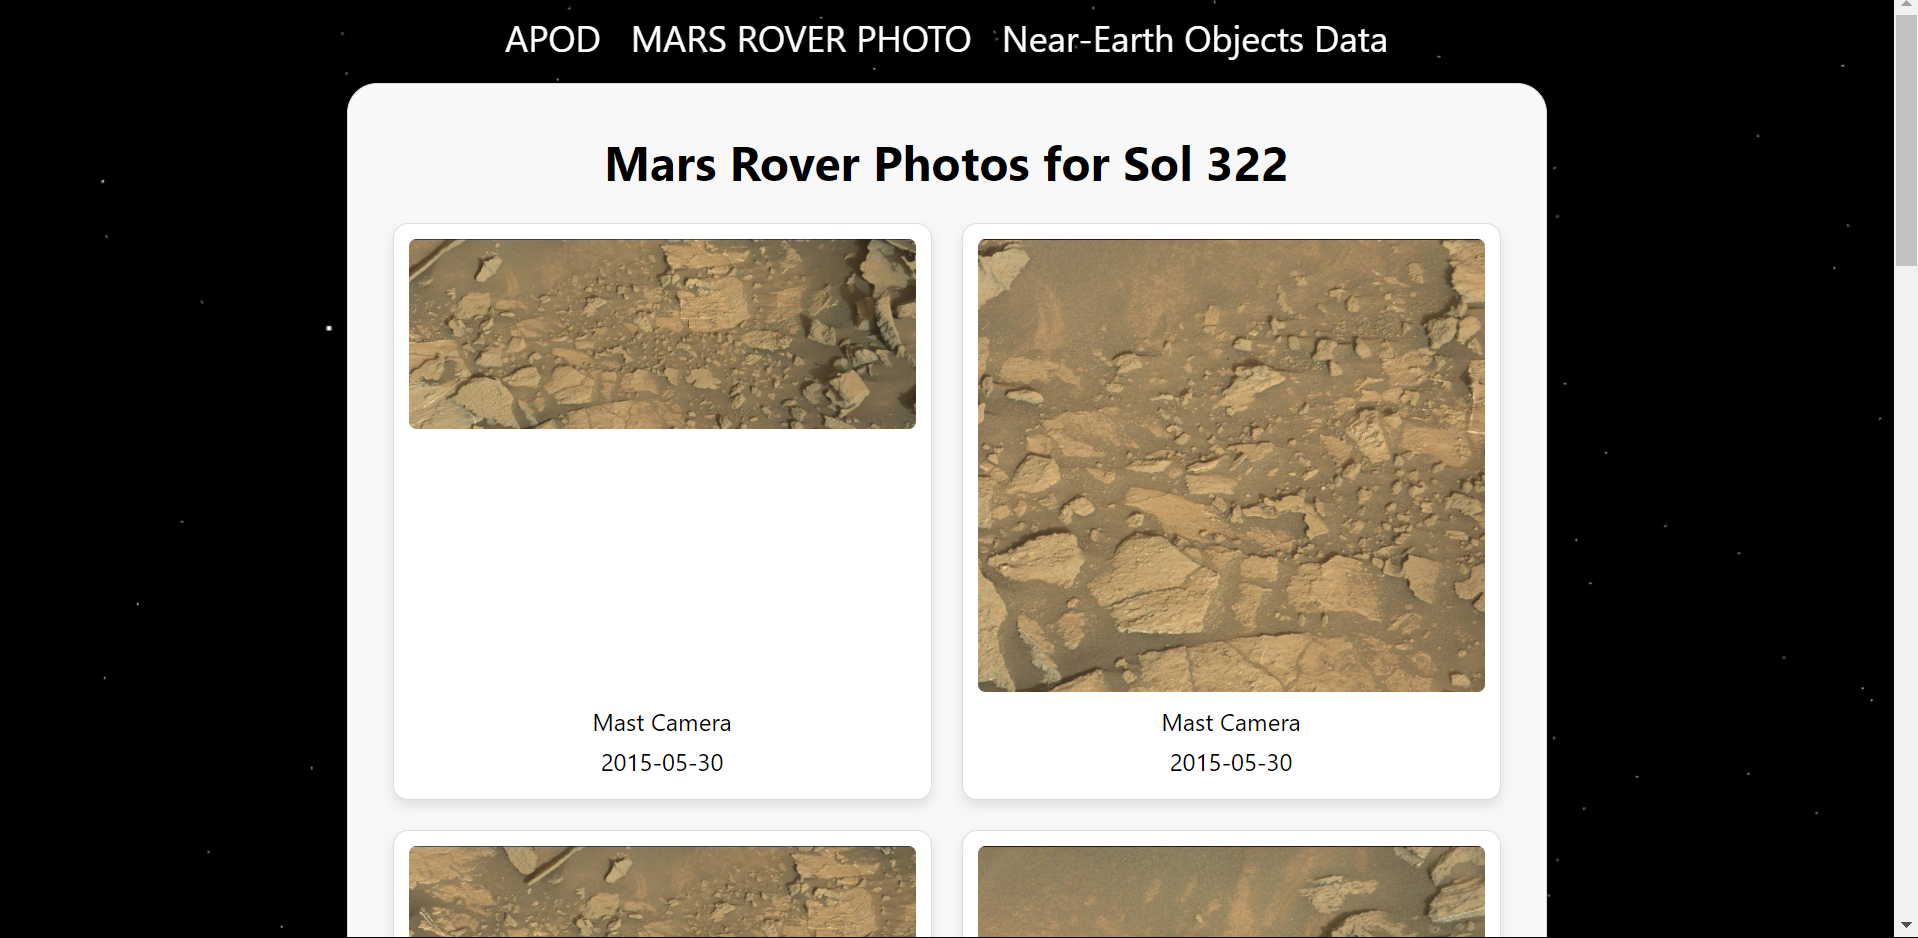 APOD MARS ROVER PHOTO Near-Earth Objects Data
Mars Rover Photos for Sol 322
Mast Camera
2015-05-30
Mast Camera
2015-05-30